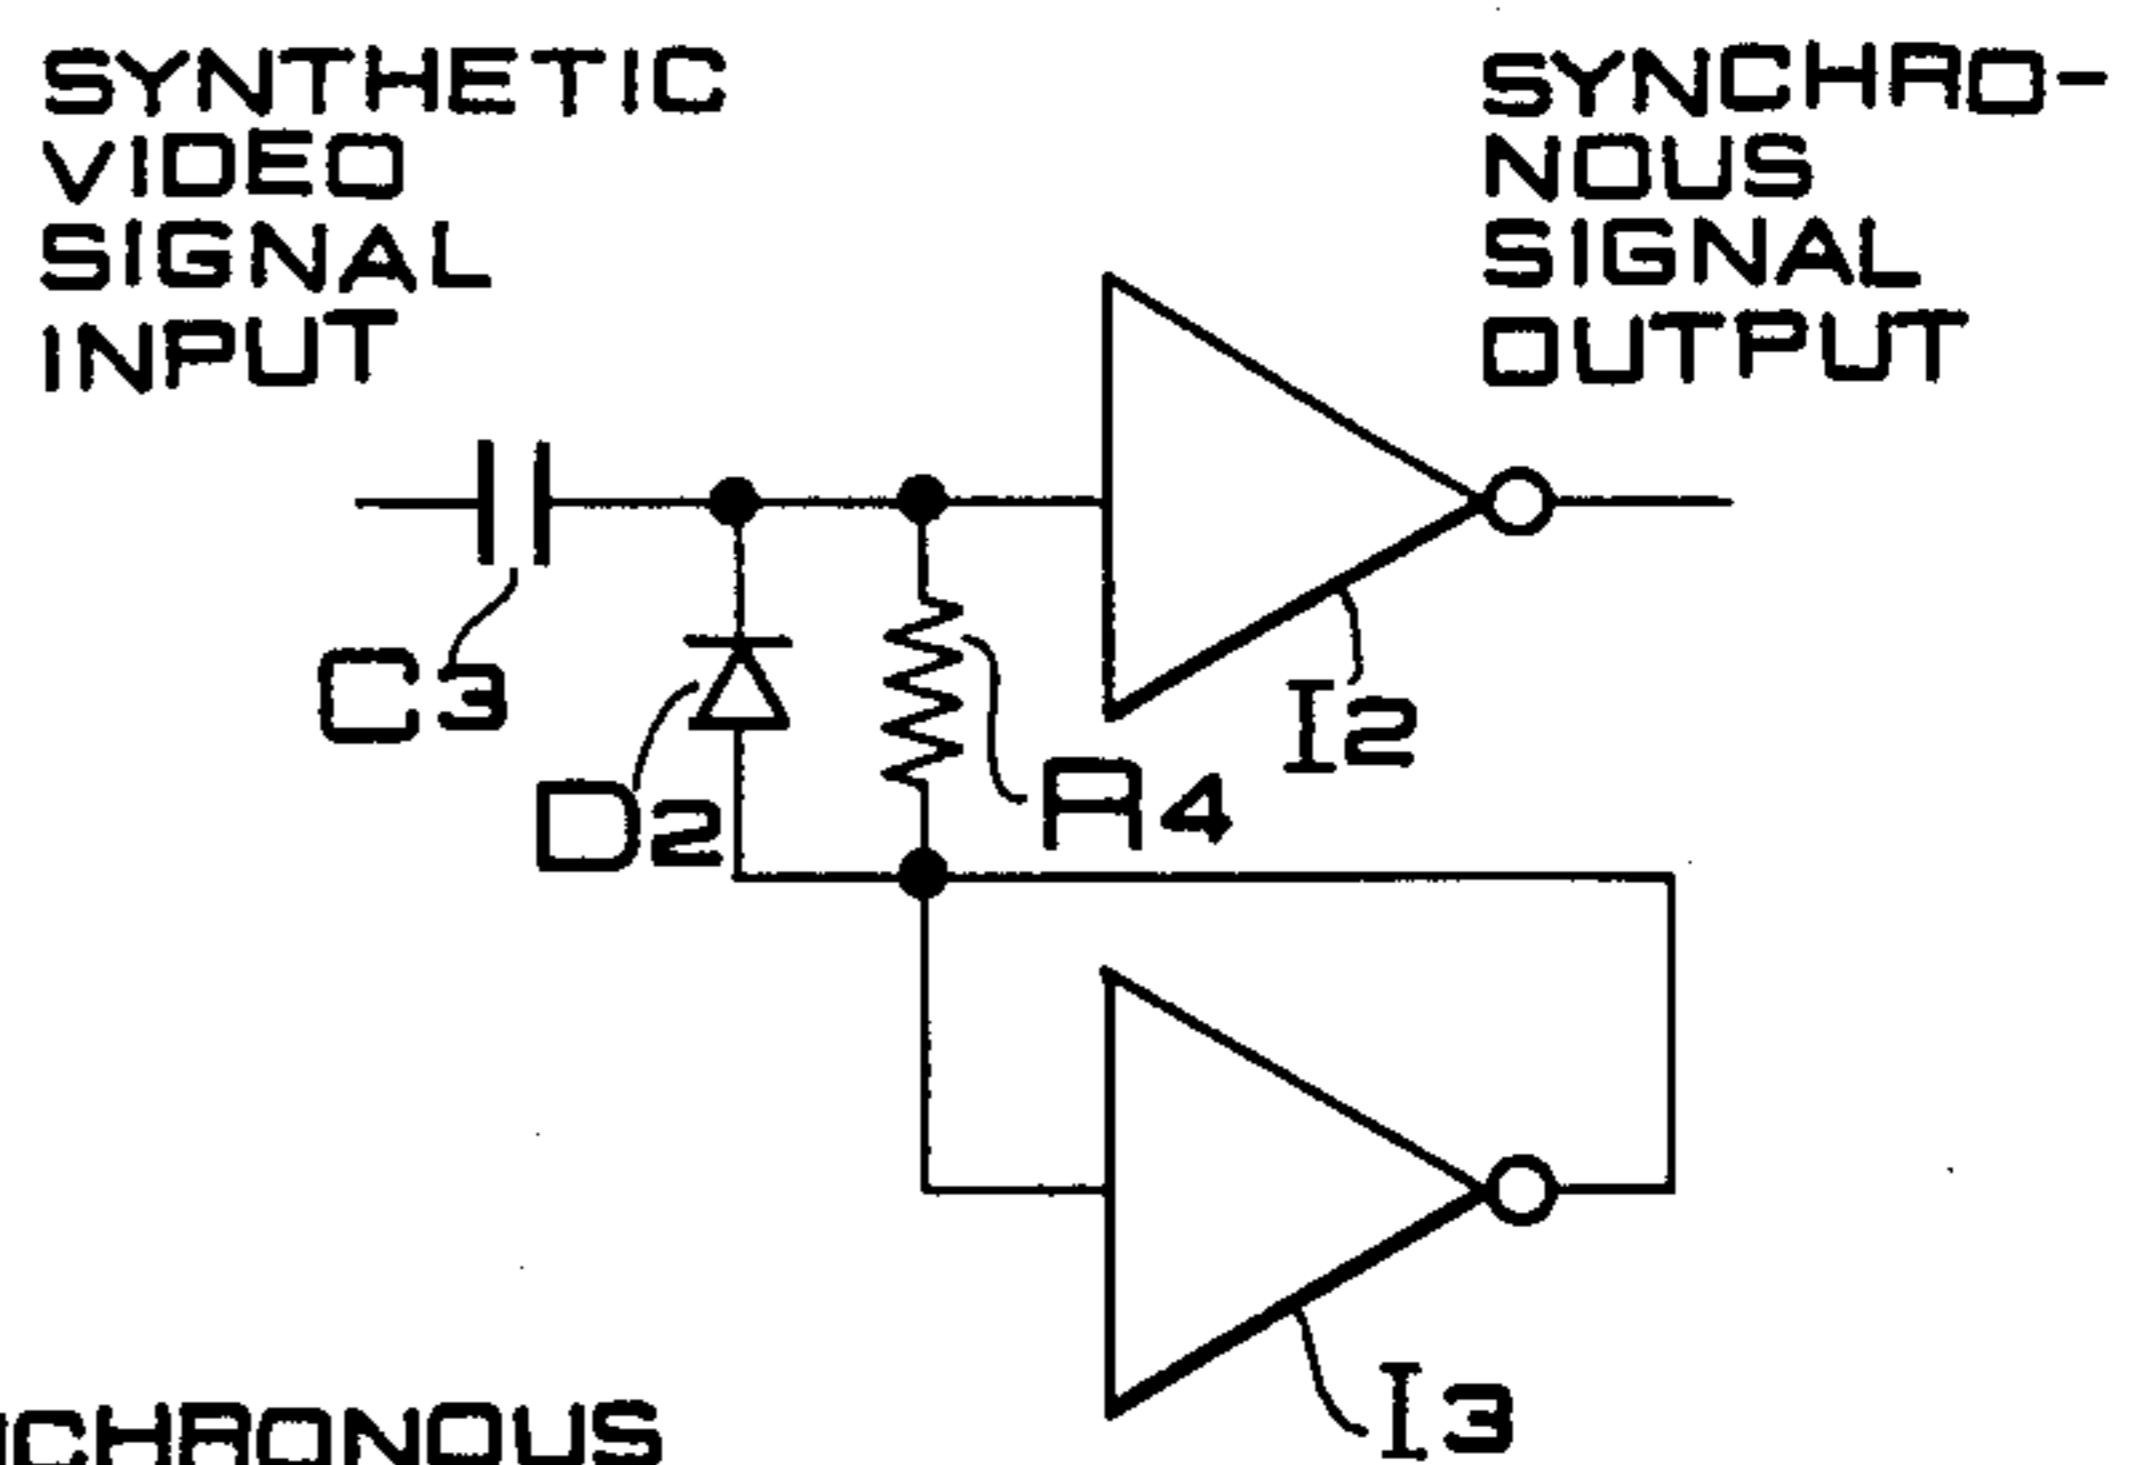 SYNTHETIC
VIDEO
SIGNAL
INPUT
SYNCHRO-
NOUS
SIGNAL
OUTPUT
C3
D2
R4
I2
I3